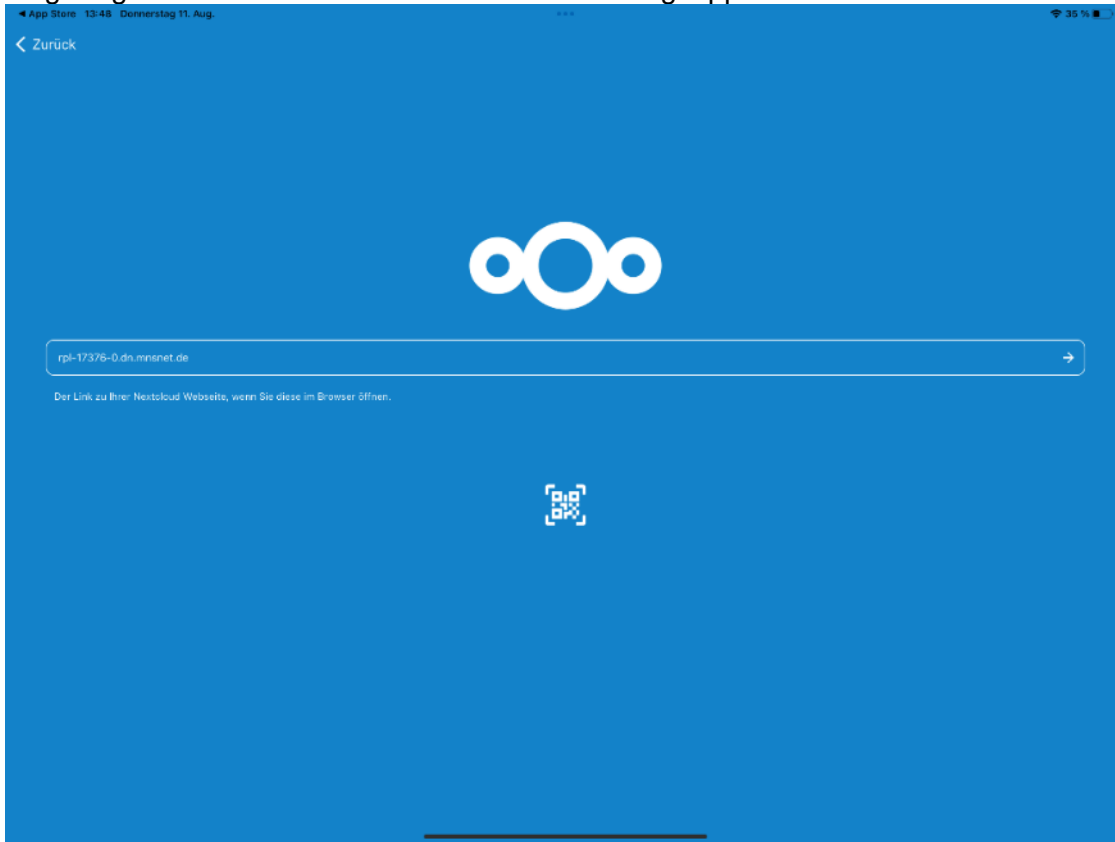 ◀ App Store 13:48 Donnerstag 11. Aug.
35 %
Zurück
rpl-17376-0.dn.mnsnet.de
Der Link zu Ihrer Nextcloud Webseite, wenn Sie diese im Browser öffnen.